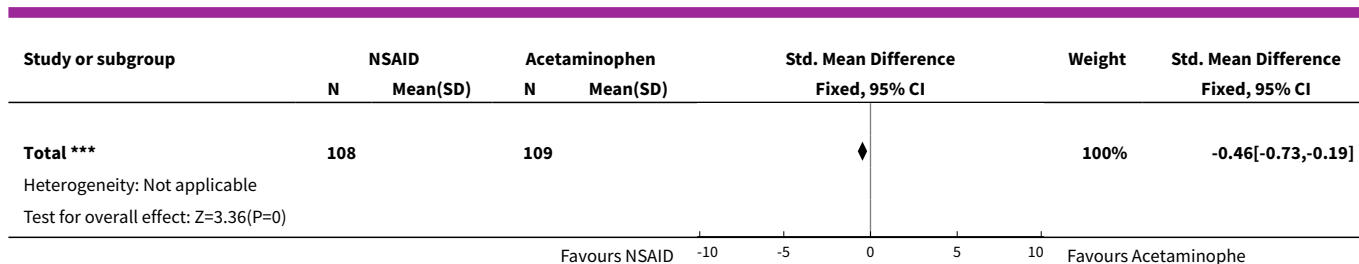 Study or subgroup NSAID Acetaminophen Std. Mean Difference Weight Std. Mean Difference
N Mean(SD) N Mean(SD) Fixed, 95% CI Fixed, 95% CI
Total *** 108 109 100% -0.46[-0.73,-0.19]
Heterogeneity: Not applicable
Test for overall effect: Z=3.36(P=0)
Favours NSAID -10 -5 0 5 10 Favours Acetaminophe